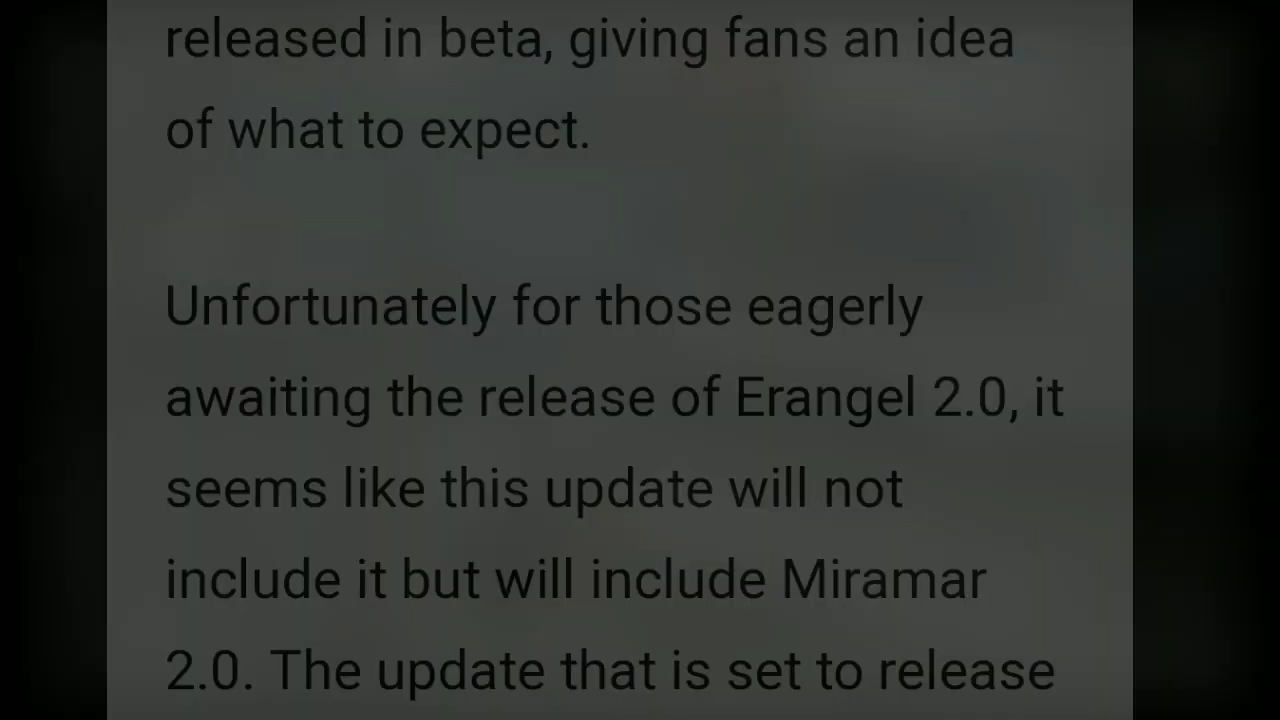 released in beta, giving fans an idea
of what to expect.
Unfortunately for those eagerly
awaiting the release of Erangel 2.0, it
seems like this update will not
include it but will include Miramar
2.0. The update that is set to release